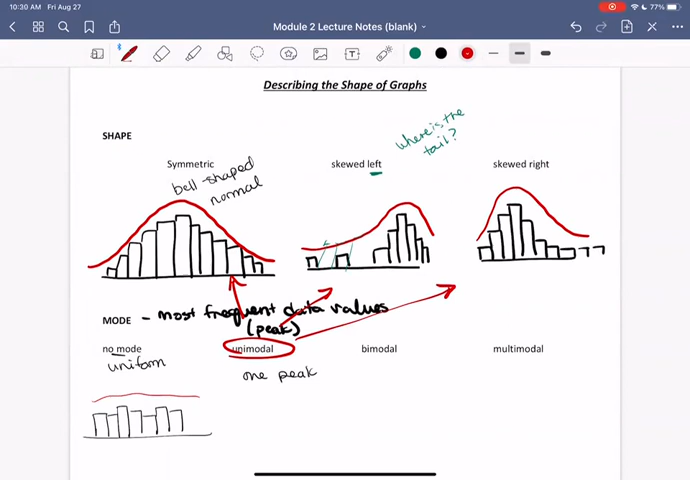 10:30 AM Fri Aug 27
77%
Module 2 Lecture Notes (blank)
Describing the Shape of Graphs
SHAPE
Symmetric
skewed left
skewed right
bell-shaped
normal
where is the
tail?
MODE - most frequent data values
(peak)
no mode
unimodal
bimodal
multimodal
uniform
one peak